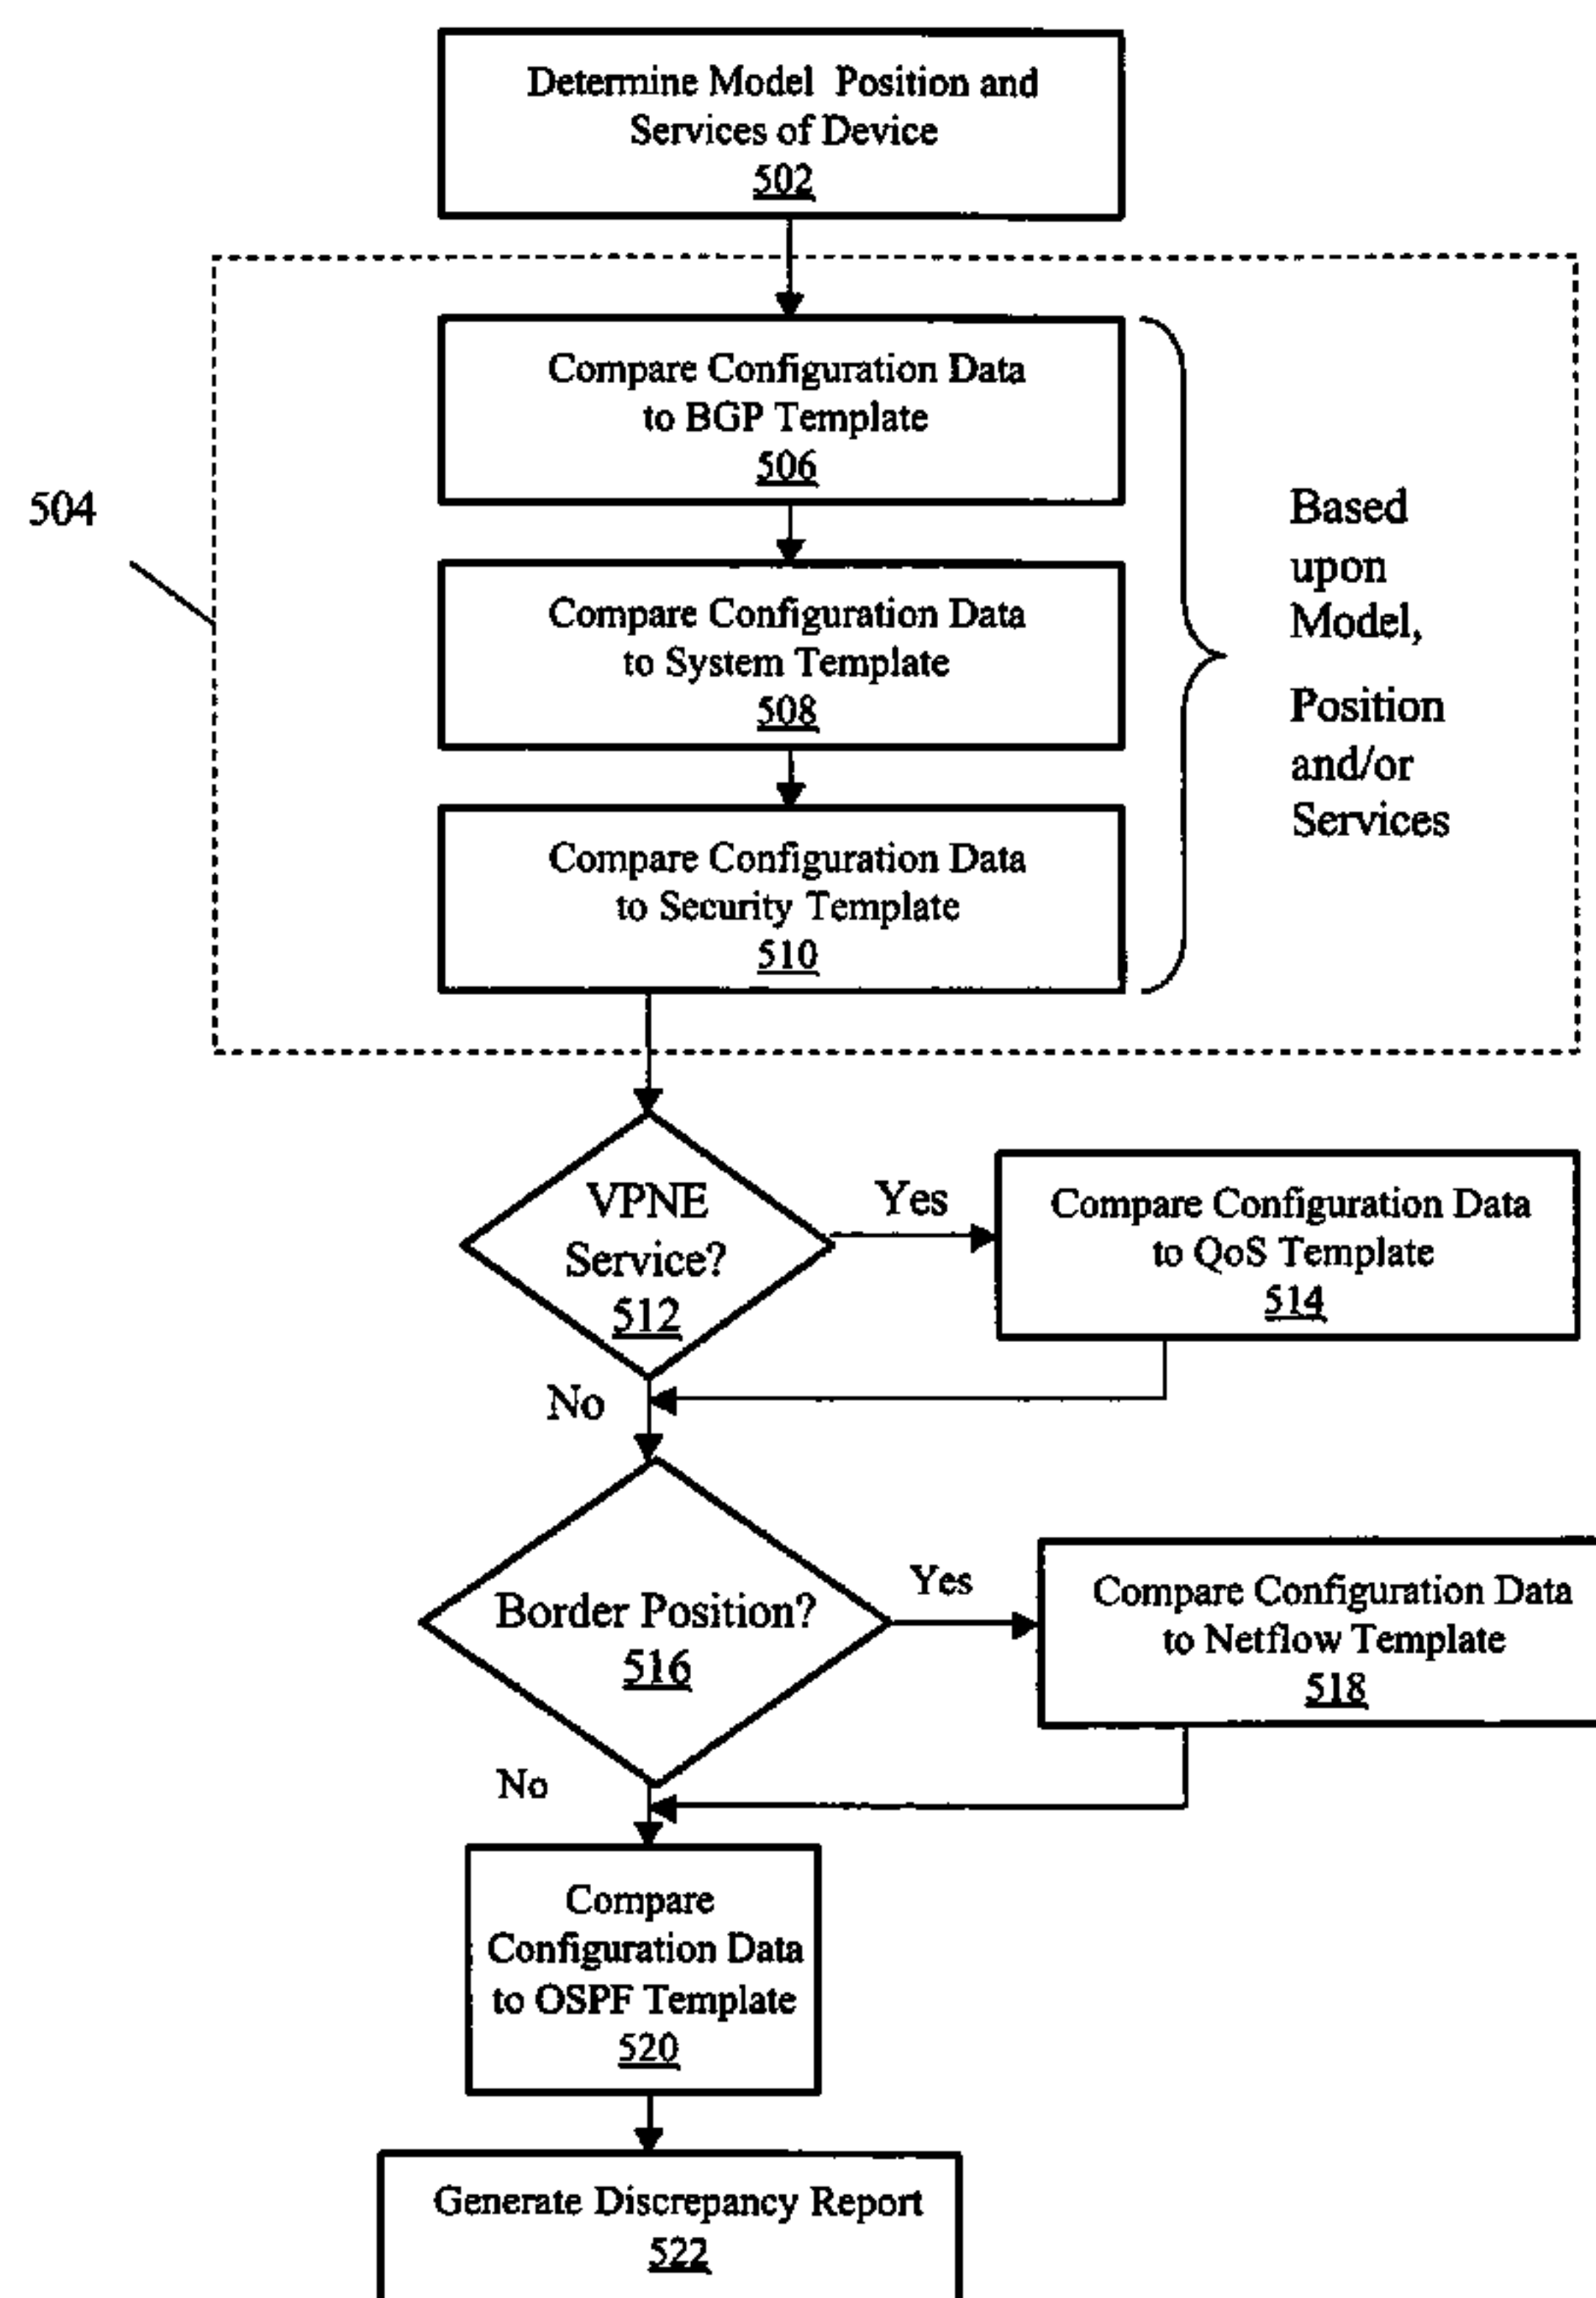 Determine Model Position and
Services of Device
502
504
Compare Configuration Data
to BGP Template
506
Compare Configuration Data
to System Template
508
Compare Configuration Data
to Security Template
510
Based
upon
Model,
Position
and/or
Services
VPNE
Service?
512
Yes
Compare Configuration Data
to QoS Template
514
No
Border Position?
516
Yes
Compare Configuration Data
to Netflow Template
518
No
Compare
Configuration Data
to OSPF Template
520
Generate Discrepancy Report
522